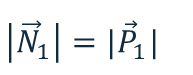 |N⃗₁| = |P⃗₁|